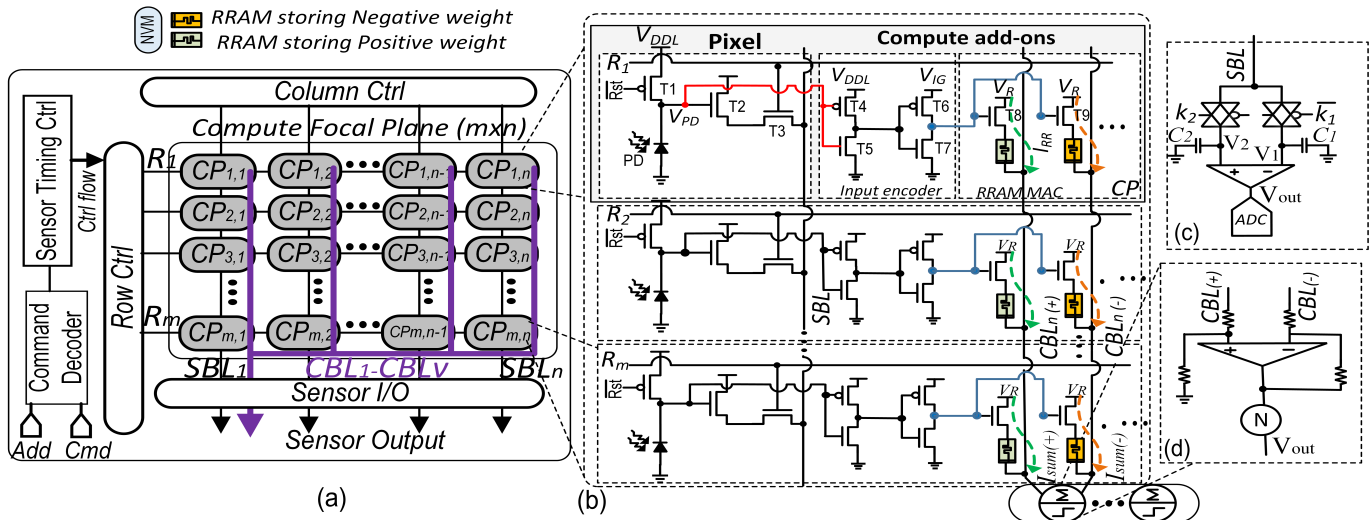 NVM
RRAM storing Negative weight
RRAM storing Positive weight
Column Ctrl
Compute Focal Plane (mxn)
Sensor Timing Ctrl
Ctrl flow
Row Ctrl
Command Decoder
Add
Cmd
R1
Rm
CP1,1
CP1,2
CP1,n-1
CP1,n
CP2,1
CP2,2
CP2,n-1
CP2,n
CP3,1
CP3,2
CP3,n-1
CP3,n
CPm,1
CPm,2
CPm,n-1
CPm,n
SBL1
CBL1-CBLv
SBLn
Sensor I/O
Sensor Output
(a)
VDDL
Pixel
Compute add-ons
R1
Rst
T1
T2
T3
VPD
PD
VDDL
T4
T5
VIG
T6
T7
Input encoder
VR
T8
IRR
VR
T9
RRAM MAC
CP
R2
Rst
SBL
VR
VR
CBLn (+)
CBLn (-)
Rm
Rst
VR
VR
Isum(+)
Isum(-)
M
M
(b)
SBL
k2
k1
C2
V2
V1
C1
+
-
Vout
ADC
(c)
CBL(+)
CBL(-)
+
-
N
Vout
(d)